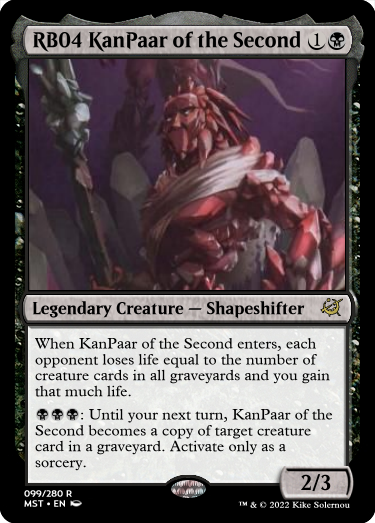 RB04 KanPaar of the Second 1
Legendary Creature — Shapeshifter
When KanPaar of the Second enters, each
opponent loses life equal to the number of
creature cards in all graveyards and you gain
that much life.
: Until your next turn, KanPaar of the
Second becomes a copy of target creature
card in a graveyard. Activate only as a
sorcery.
2/3
099/280 R
MST • EN
™ & © 2022 Kike Solernou